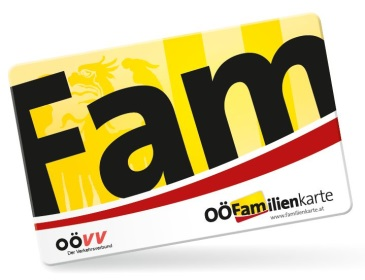 Fam
OÖFamilienkarte
www.familienkarte.at
OÖVV
Der Verkehrsverbund